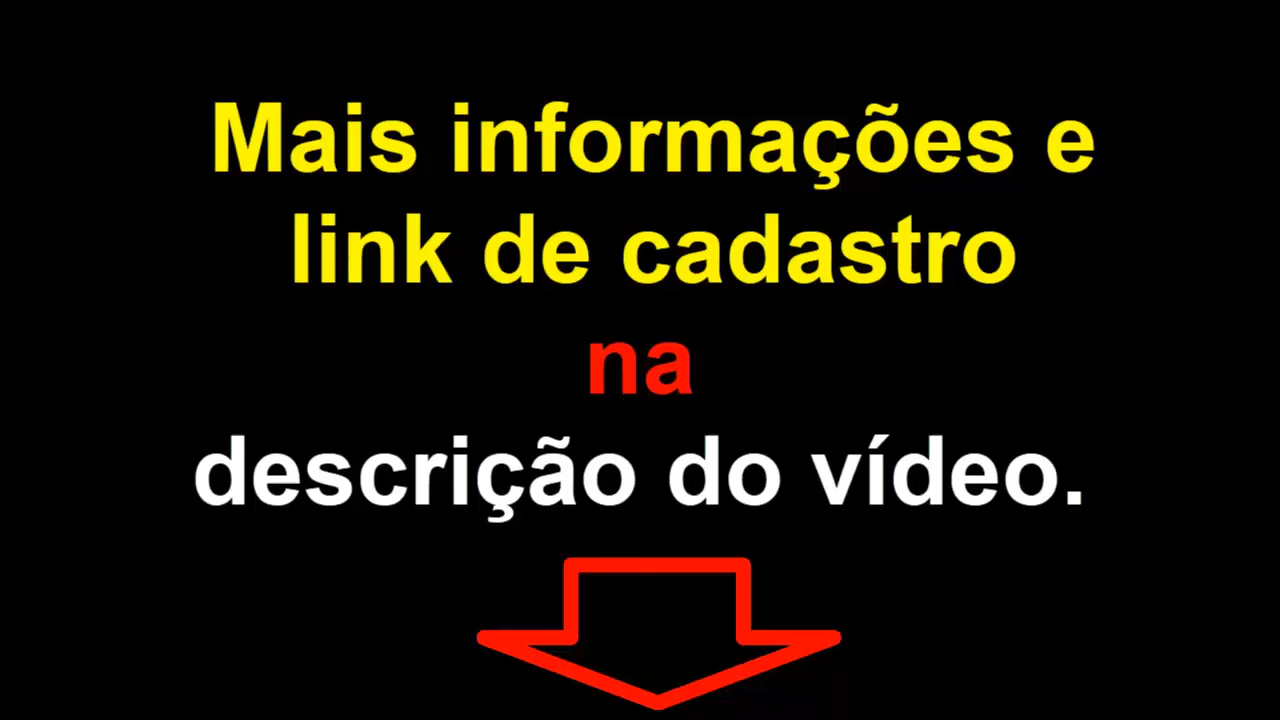 Mais informações e
link de cadastro
na
descrição do vídeo.